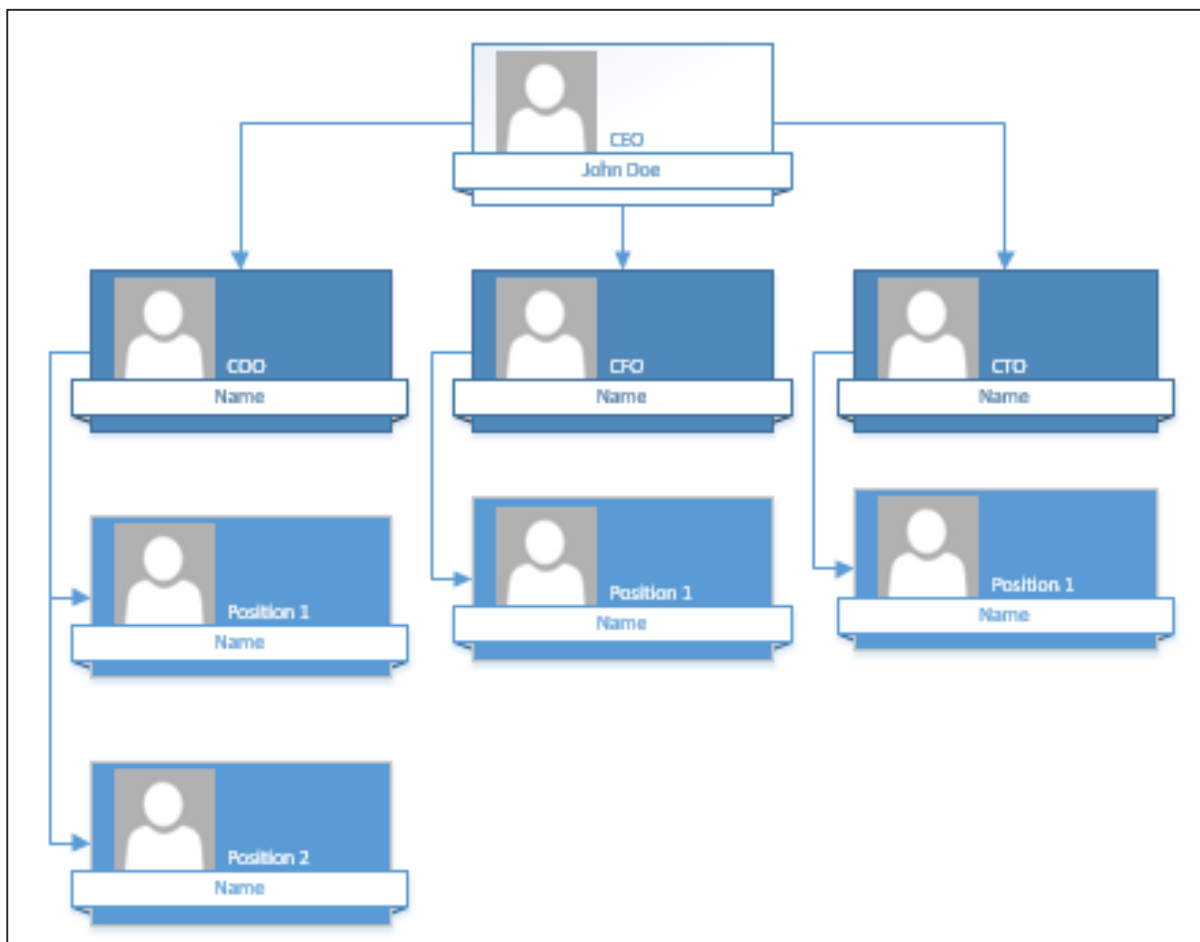 CEO
John Doe
COO
Name
CFO
Name
CTO
Name
Position 1
Name
Position 1
Name
Position 1
Name
Position 2
Name